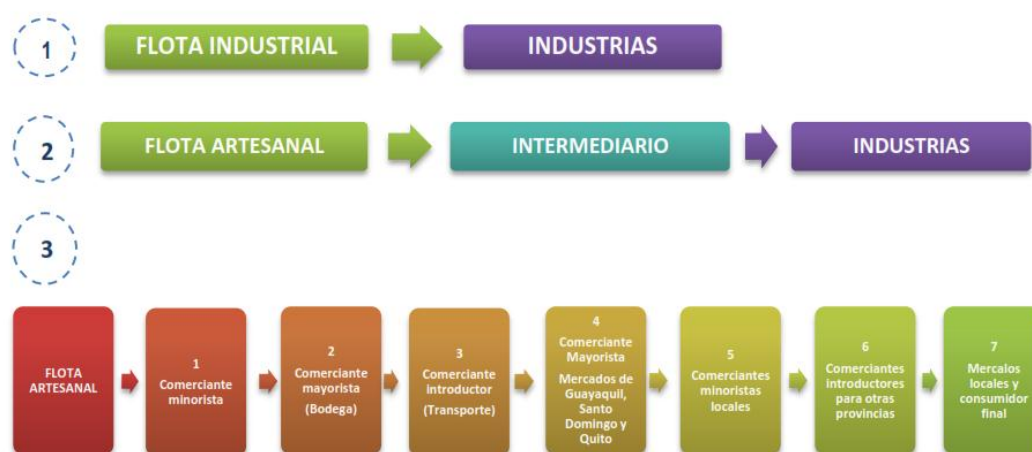 1
FLOTA INDUSTRIAL
INDUSTRIAS
2
FLOTA ARTESANAL
INTERMEDIARIO
INDUSTRIAS
3
FLOTA
ARTESANAL
1
Comerciante
minorista
2
Comerciante
mayorista
(Bodega)
3
Comerciante
introductor
(Transporte)
4
Comerciante
Mayorista
Mercados de
Guayaquil,
Santo
Domingo y
Quito
5
Comerciantes
minoristas
locales
6
Comerciantes
introductores
para otras
provincias
7
Mercalos
locales y
consumidor
final